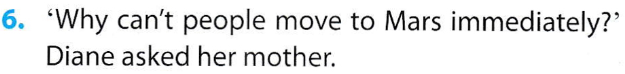 6. ‘Why can’t people move to Mars immediately?’
Diane asked her mother.